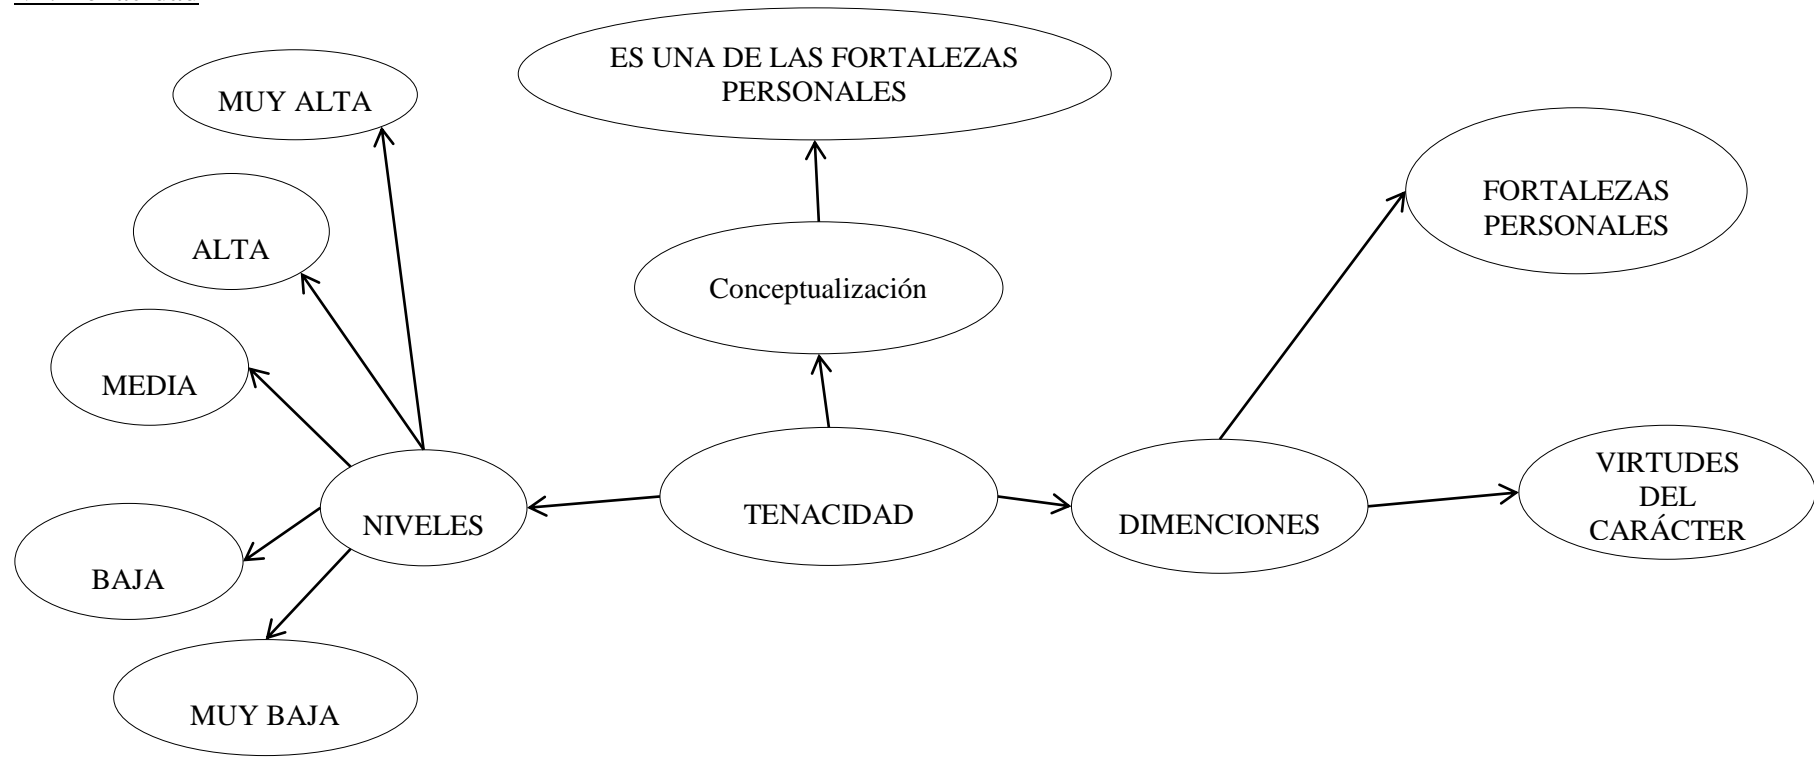 ES UNA DE LAS FORTALEZAS
PERSONALES
MUY ALTA
FORTALEZAS
PERSONALES
ALTA
Conceptualización
MEDIA
VIRTUDES
DEL
CARÁCTER
NIVELES
TENACIDAD
DIMENCIONES
BAJA
MUY BAJA